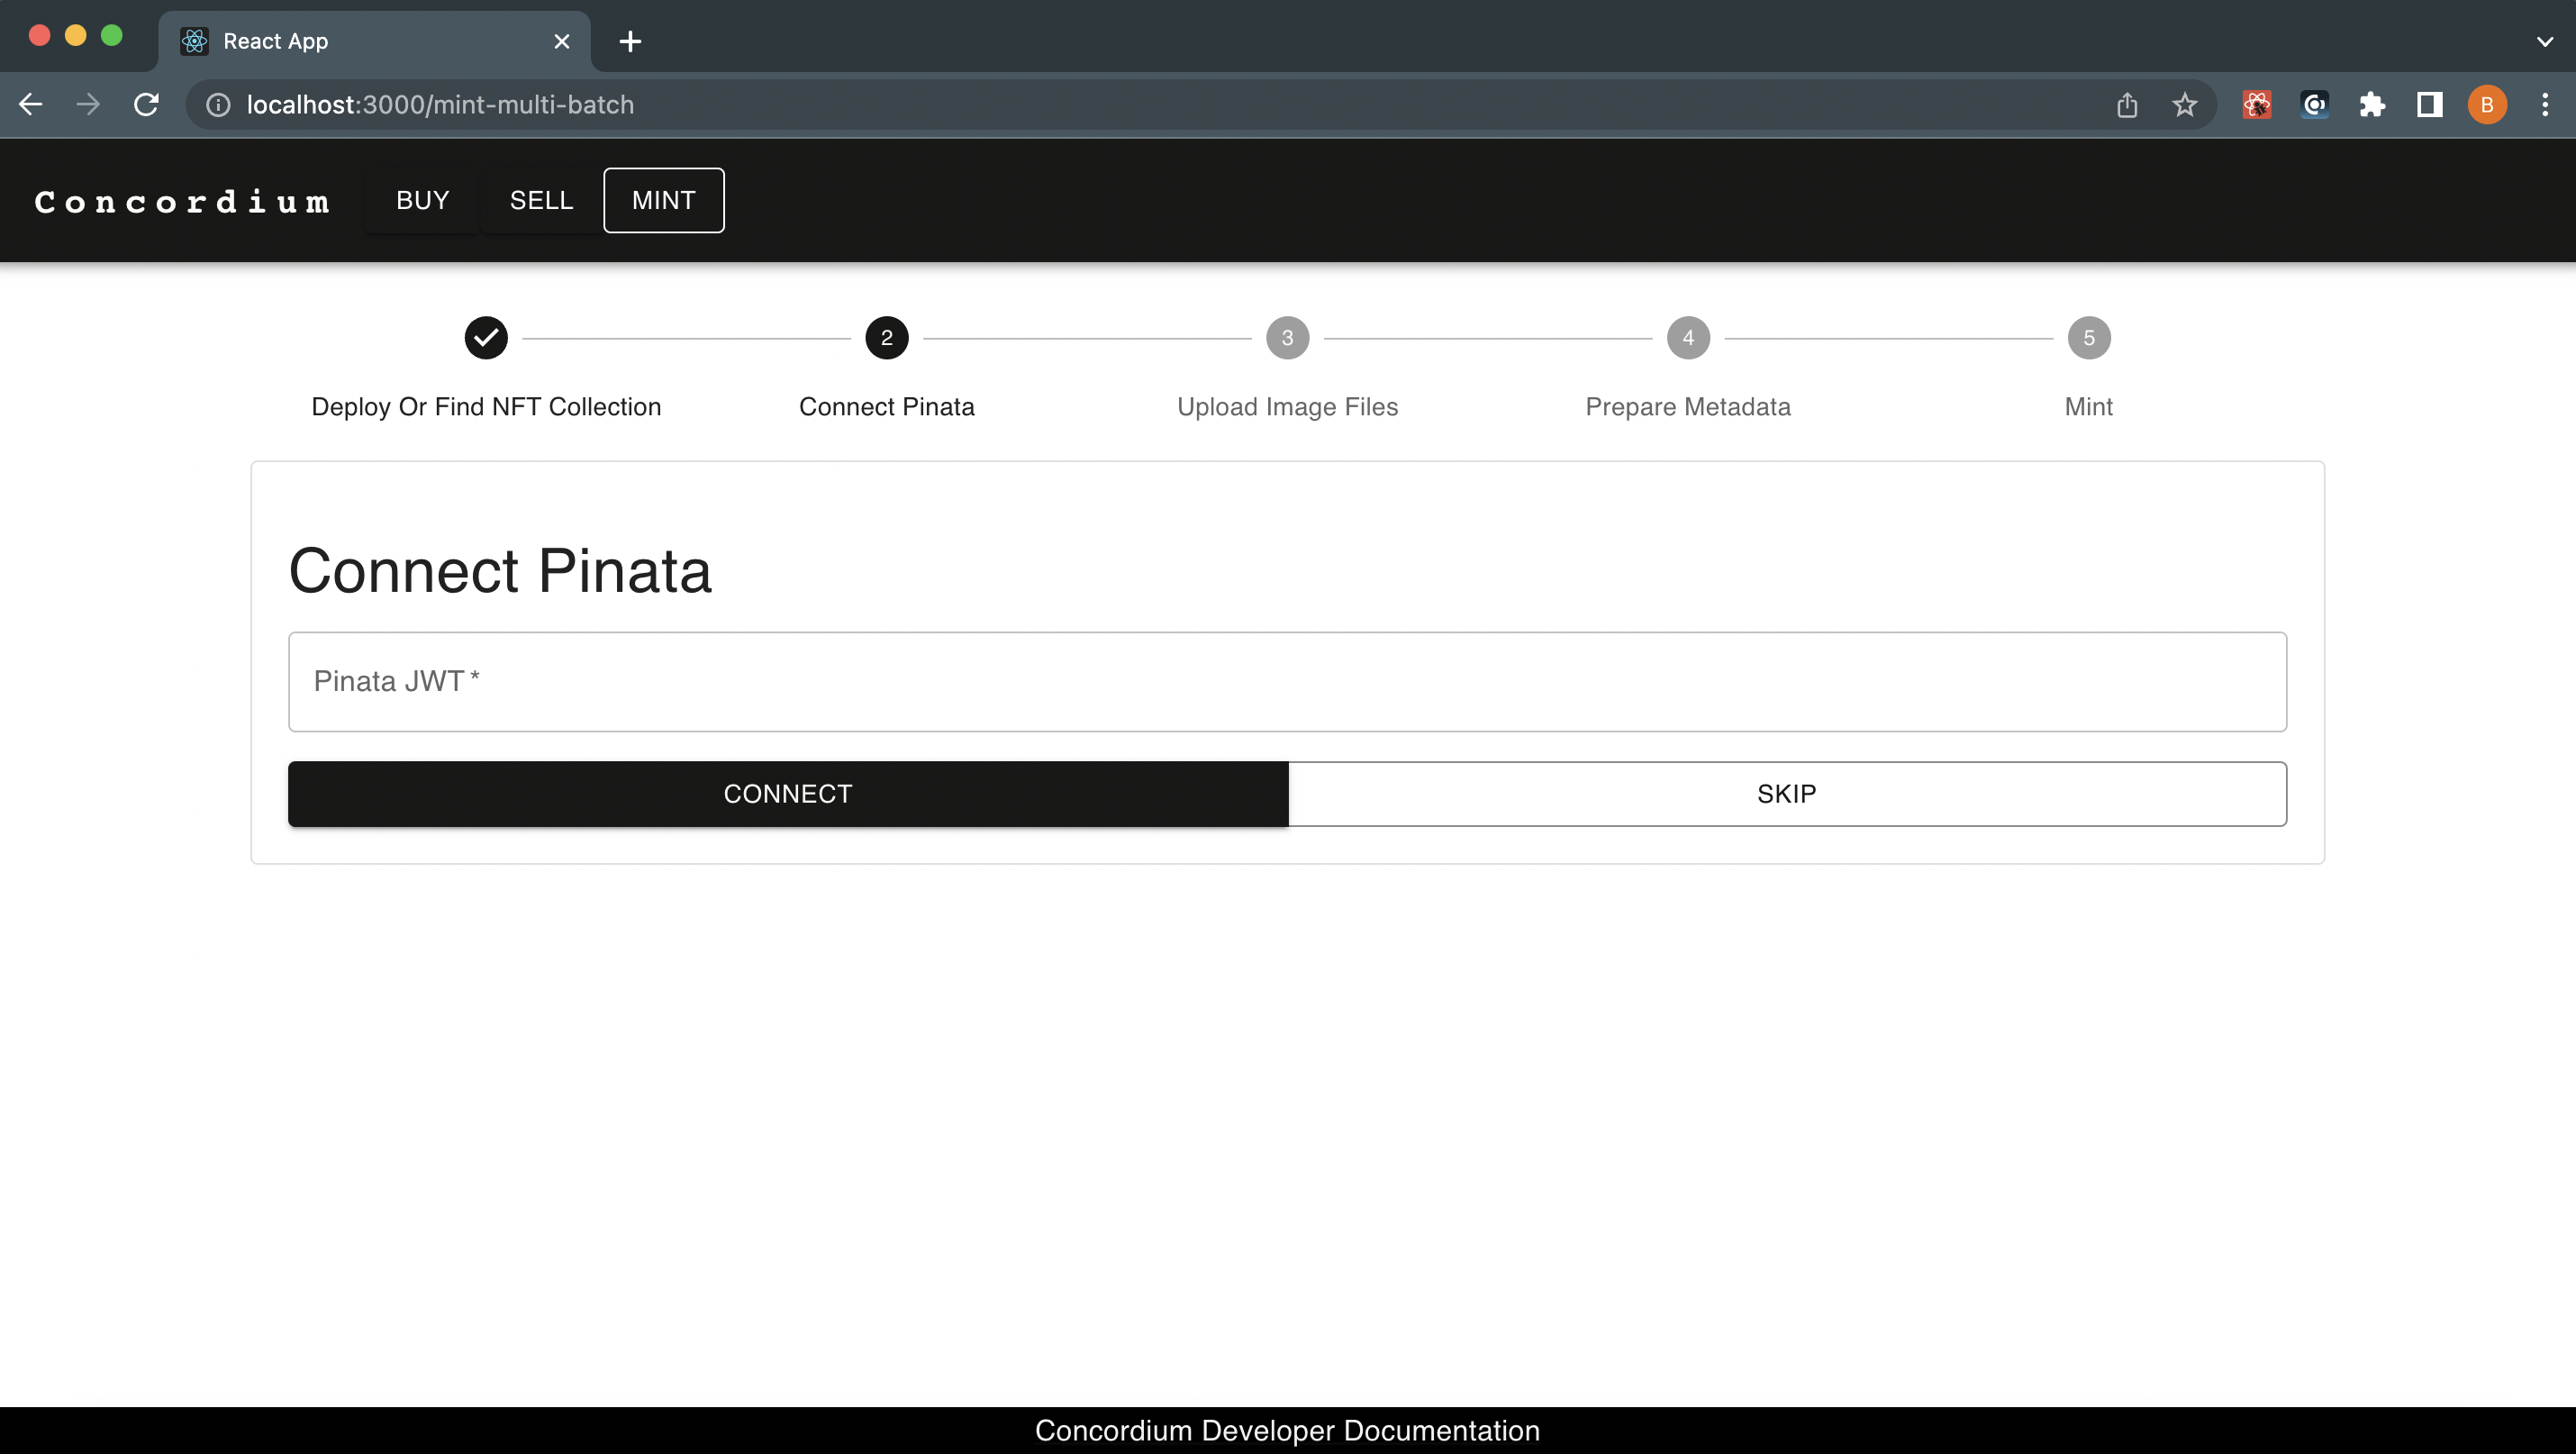 React App
localhost:3000/mint-multi-batch
B
Concordium BUY SELL MINT
2 3 4 5
Deploy Or Find NFT Collection Connect Pinata Upload Image Files Prepare Metadata Mint
Connect Pinata
Pinata JWT *
CONNECT SKIP
Concordium Developer Documentation